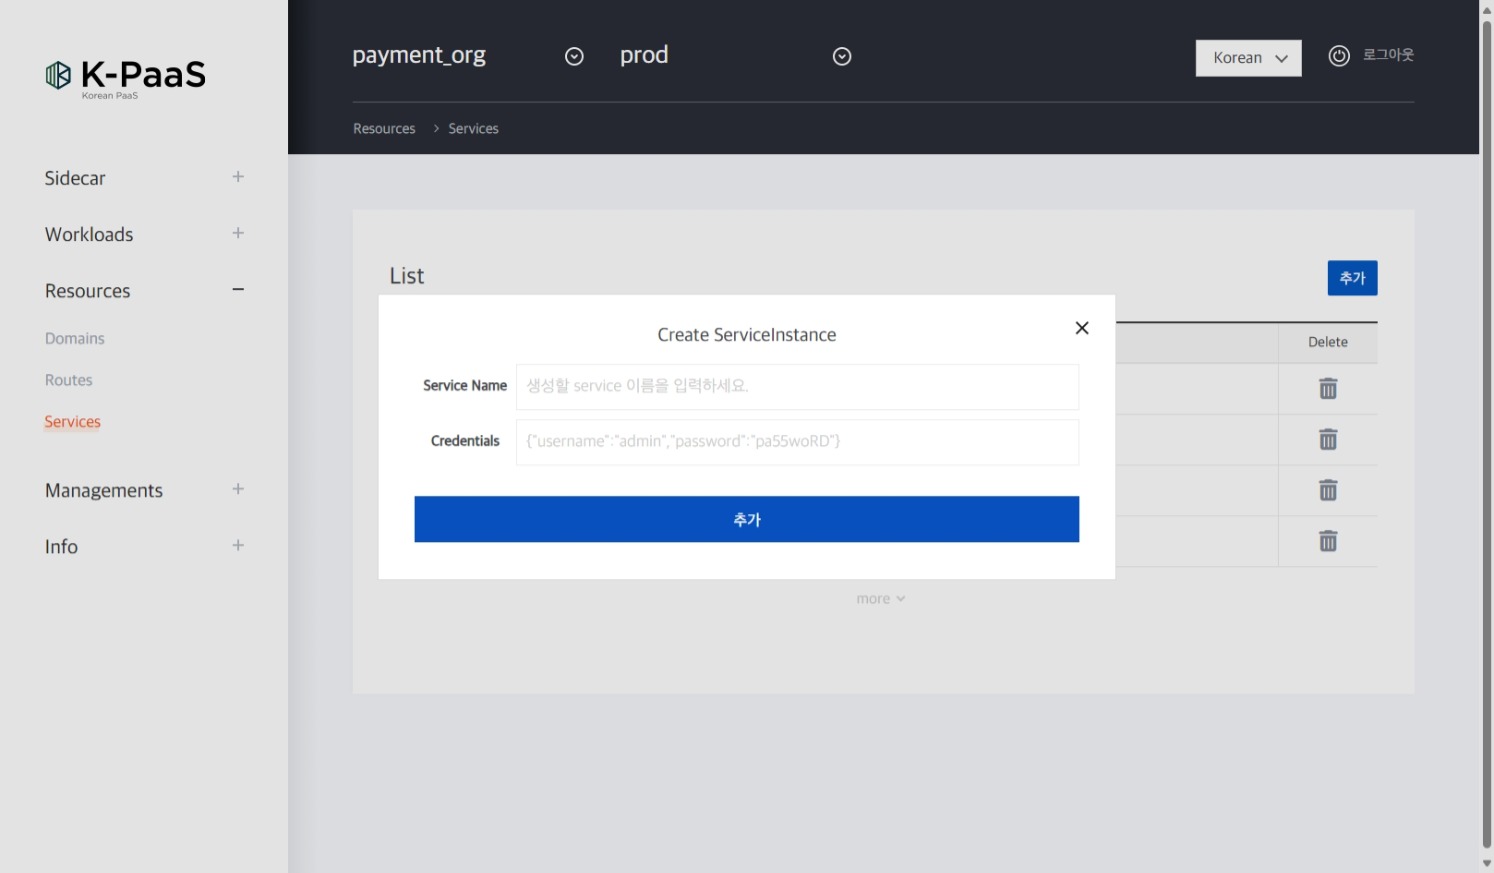 K-PaaS
Korean PaaS
payment_org
prod
Korean
로그아웃
Resources > Services
Sidecar
Workloads
Resources
Domains
Routes
Services
Managements
Info
List
추가
Delete
Create ServiceInstance
Service Name
생성할 service 이름을 입력하세요.
Credentials
{"username":"admin","password":"pa55woRD"}
추가
more